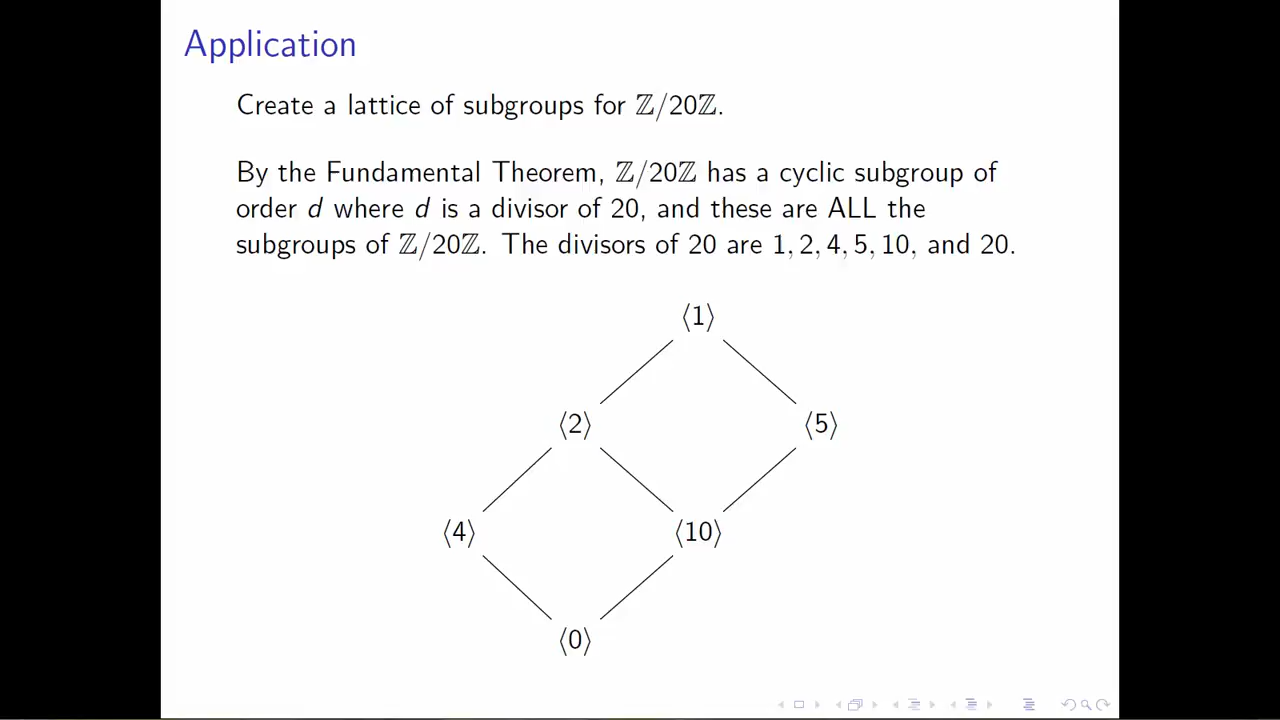 Application
Create a lattice of subgroups for ℤ/20ℤ.
By the Fundamental Theorem, ℤ/20ℤ has a cyclic subgroup of
order d where d is a divisor of 20, and these are ALL the
subgroups of ℤ/20ℤ. The divisors of 20 are 1, 2, 4, 5, 10, and 20.
⟨1⟩
⟨2⟩ ⟨5⟩
⟨4⟩ ⟨10⟩
⟨0⟩